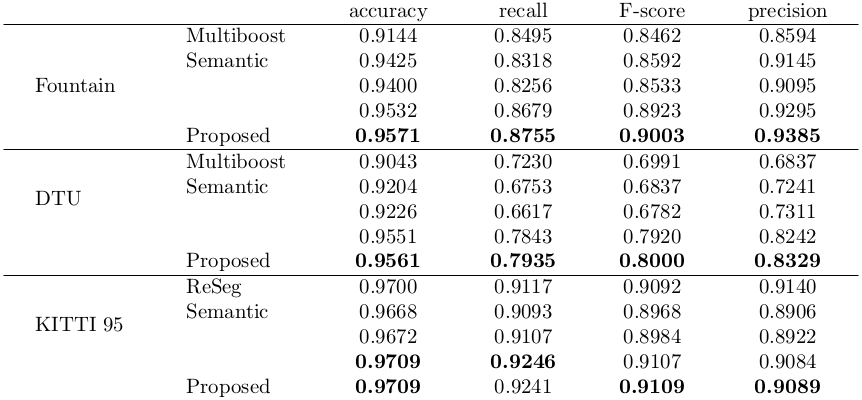 accuracy recall F-score precision
Multiboost 0.9144 0.8495 0.8462 0.8594
Semantic 0.9425 0.8318 0.8592 0.9145
Fountain 0.9400 0.8256 0.8533 0.9095
0.9532 0.8679 0.8923 0.9295
Proposed 0.9571 0.8755 0.9003 0.9385
Multiboost 0.9043 0.7230 0.6991 0.6837
Semantic 0.9204 0.6753 0.6837 0.7241
DTU 0.9226 0.6617 0.6782 0.7311
0.9551 0.7843 0.7920 0.8242
Proposed 0.9561 0.7935 0.8000 0.8329
ReSeg 0.9700 0.9117 0.9092 0.9140
Semantic 0.9668 0.9093 0.8968 0.8906
KITTI 95 0.9672 0.9107 0.8984 0.8922
0.9709 0.9246 0.9107 0.9084
Proposed 0.9709 0.9241 0.9109 0.9089